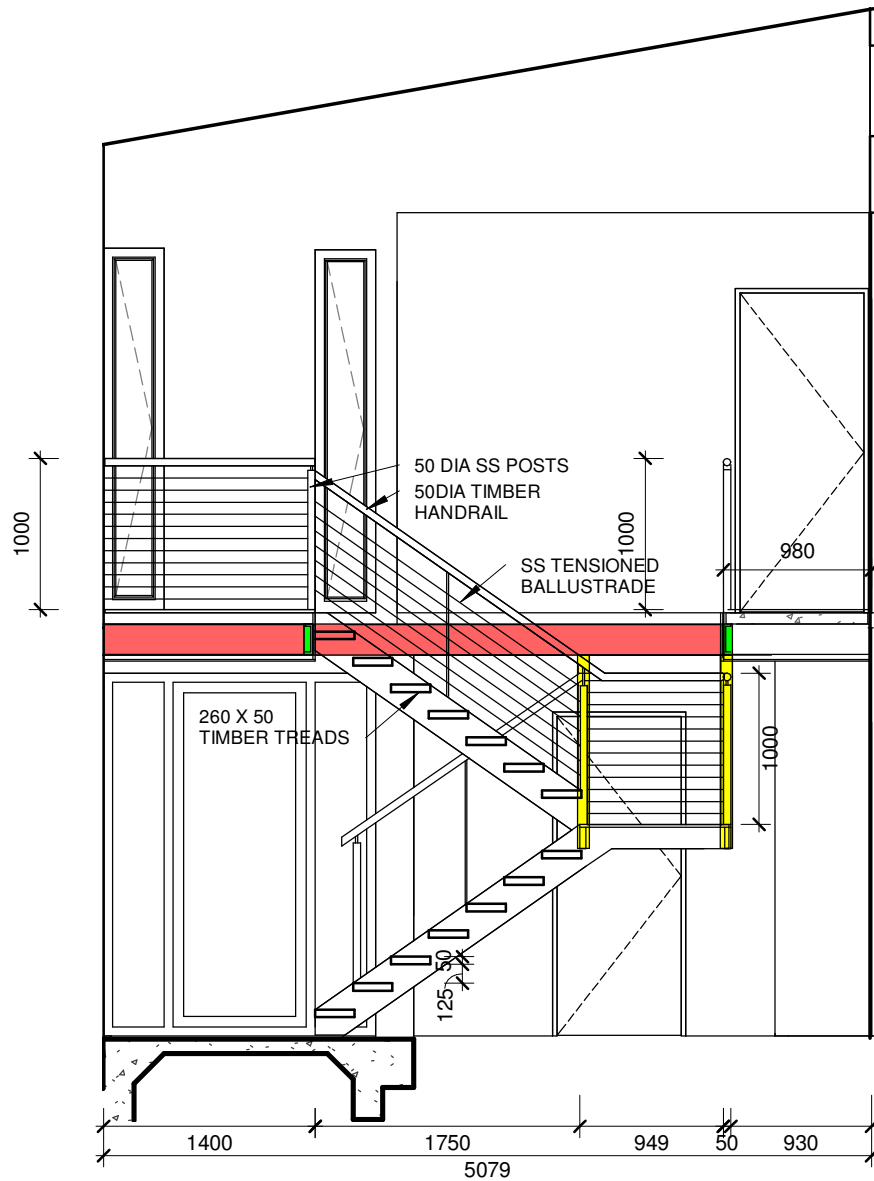 50 DIA SS POSTS
50DIA TIMBER
HANDRAIL
1000
1000
980
SS TENSIONED
BALLUSTRADE
260 X 50
TIMBER TREADS
1000
50
125
1400
1750
949
50
930
5079